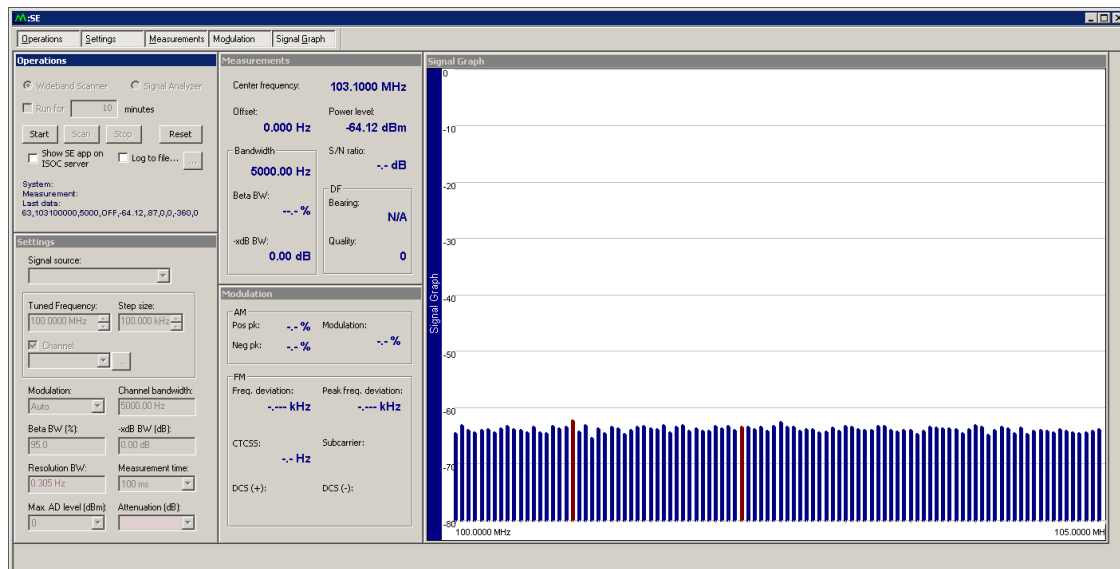 :SE
Operations Settings Measurements Modulation Signal Graph
Operations
Wideband Scanner Signal Analyzer
Run for 10 minutes
Start Scan Stop Reset
Show SE app on ISOC server
Log to file... ...
System:
Measurement:
Last data:
63,103100000,5000,OFF,-64.12,.87,0,0,-360,0
Settings
Signal source:
Tuned Frequency: Step size:
100.0000 MHz 100.000 kHz
Channel:
...
Modulation: Channel bandwidth:
Auto 5000.00 Hz
Beta BW (%): -xdB BW (dB):
95.0 0.00 dB
Resolution BW: Measurement time:
0.305 Hz 100 ms
Max. AD level (dBm): Attenuation (dB):
0
Measurements
Center frequency: 103.1000 MHz
Offset: Power level:
0.000 Hz -64.12 dBm
Bandwidth S/N ratio:
5000.00 Hz -.- dB
Beta BW: DF
--.- % Bearing:
N/A
-xdB BW: Quality:
0.00 dB 0
Modulation
AM
Pos pk: -.- % Modulation:
Neg pk: -.- % -.- %
FM
Freq. deviation: Peak freq. deviation:
-.--- kHz -.--- kHz
CTCSS: Subcarrier:
-.- Hz
DCS (+): DCS (-):
Signal Graph
Signal Graph
0
-10
-20
-30
-40
-50
-60
-70
-80
100.0000 MHz 105.0000 MH